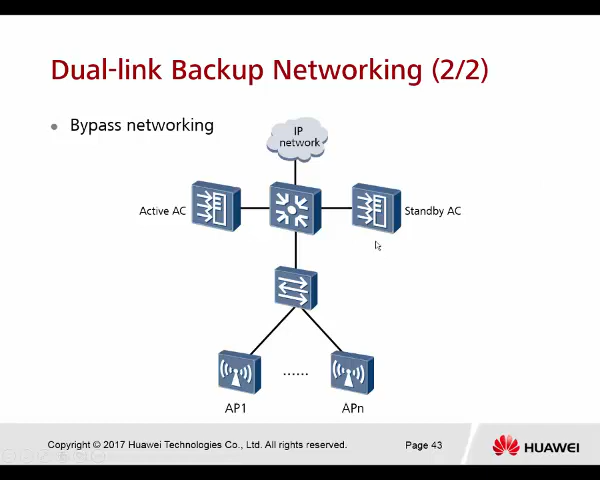 Dual-link Backup Networking (2/2)
● Bypass networking
IP
network
Active AC
Standby AC
......
AP1
APn
Copyright © 2017 Huawei Technologies Co., Ltd. All rights reserved.
Page 43
HUAWEI